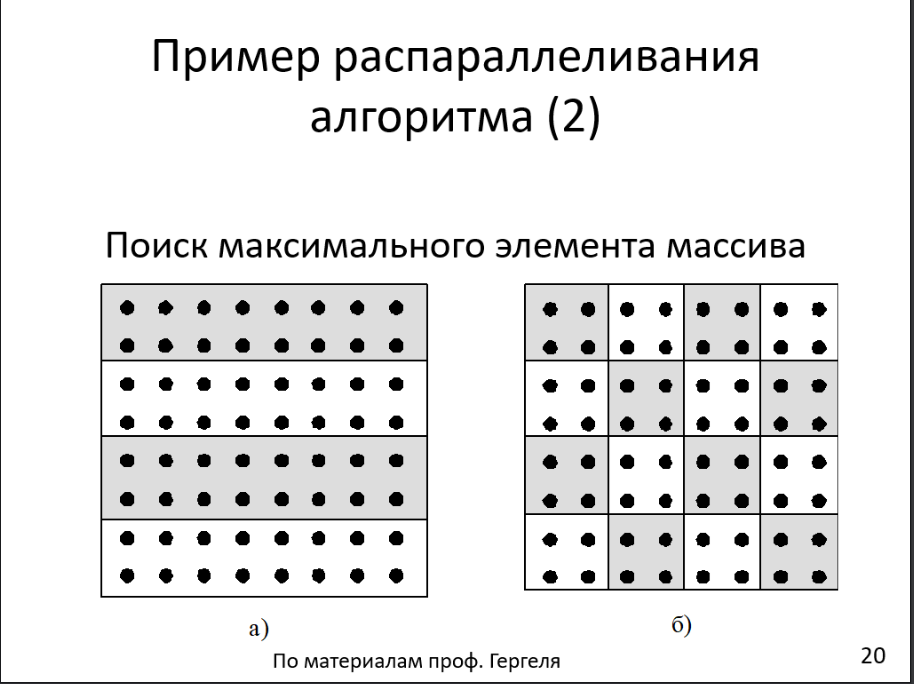 Пример распараллеливания
алгоритма (2)
Поиск максимального элемента массива
а)
б)
По материалам проф. Гергеля
20